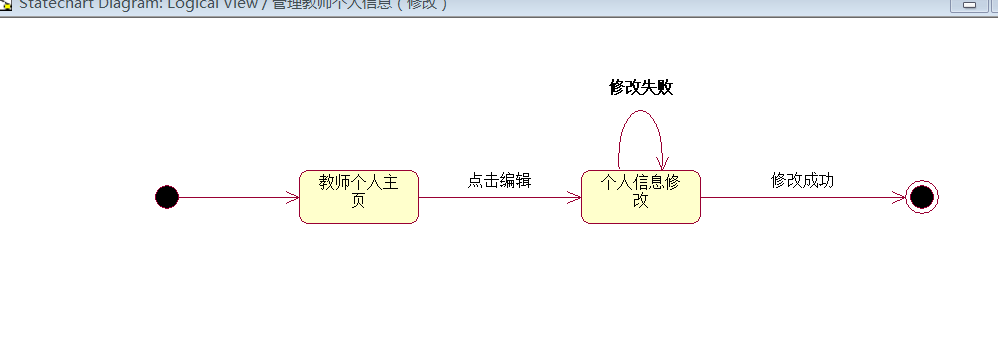 Statechart Diagram: Logical View / 管理教师个人信息（修改）
修改失败
教师个人主
页
点击编辑
个人信息修
改
修改成功